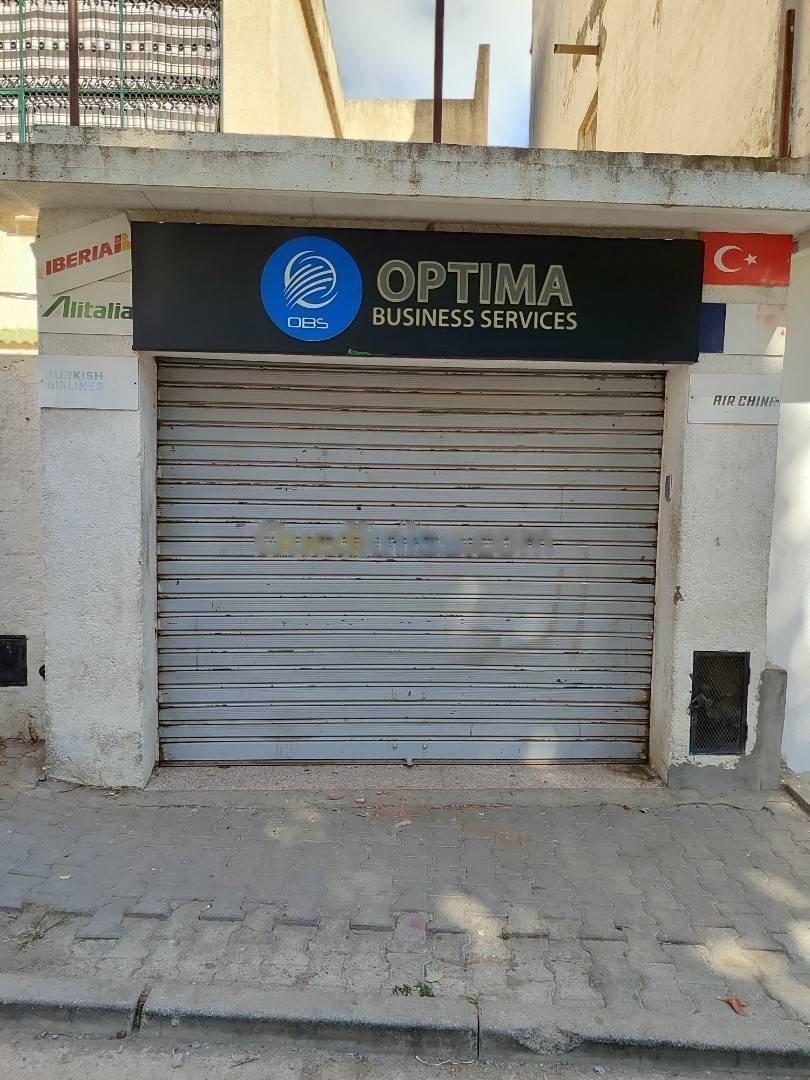 IBERIA
Alitalia
TURKISH
AIRLINES
OBS
OPTIMA
BUSINESS SERVICES
AIR CHINA